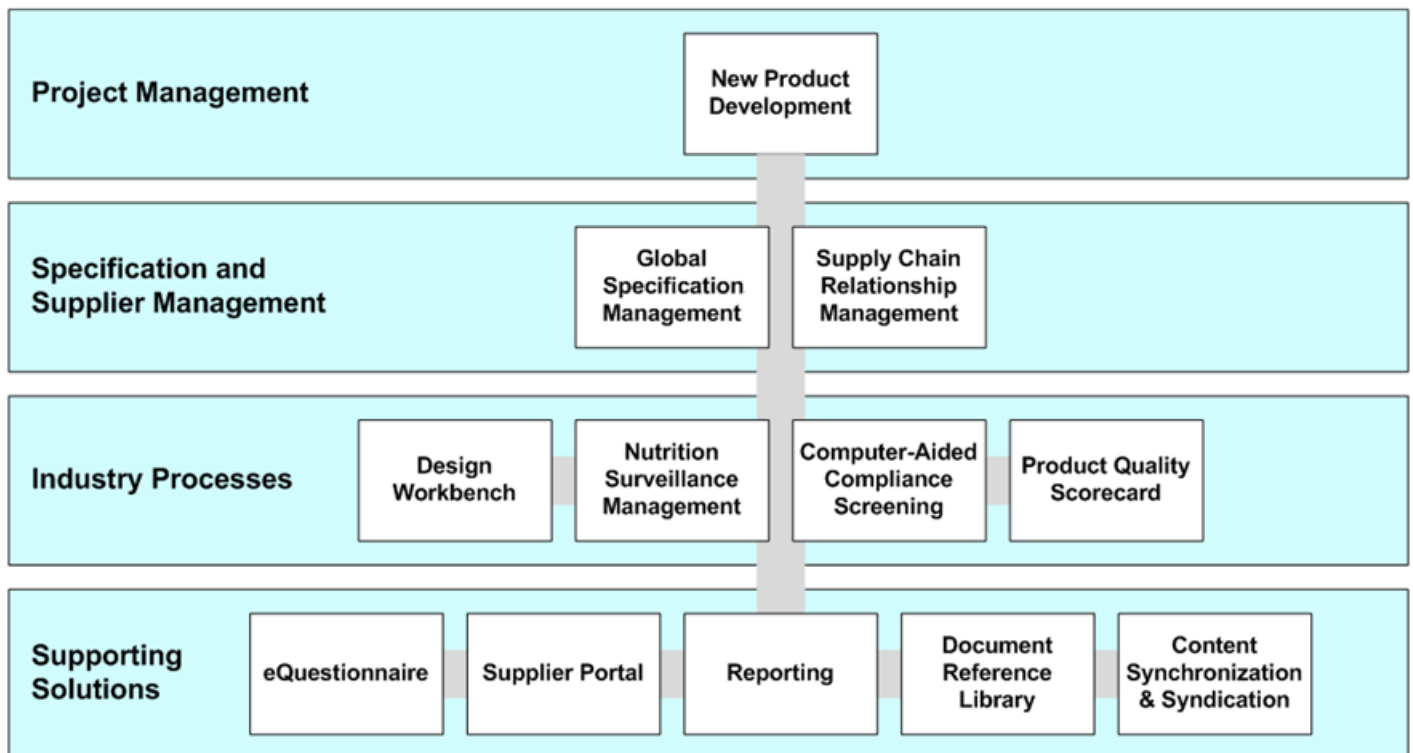 Project Management
New Product
Development
Specification and
Supplier Management
Global
Specification
Management
Supply Chain
Relationship
Management
Industry Processes
Design
Workbench
Nutrition
Surveillance
Management
Computer-Aided
Compliance
Screening
Product Quality
Scorecard
Supporting
Solutions
eQuestionnaire
Supplier Portal
Reporting
Document
Reference
Library
Content
Synchronization
& Syndication